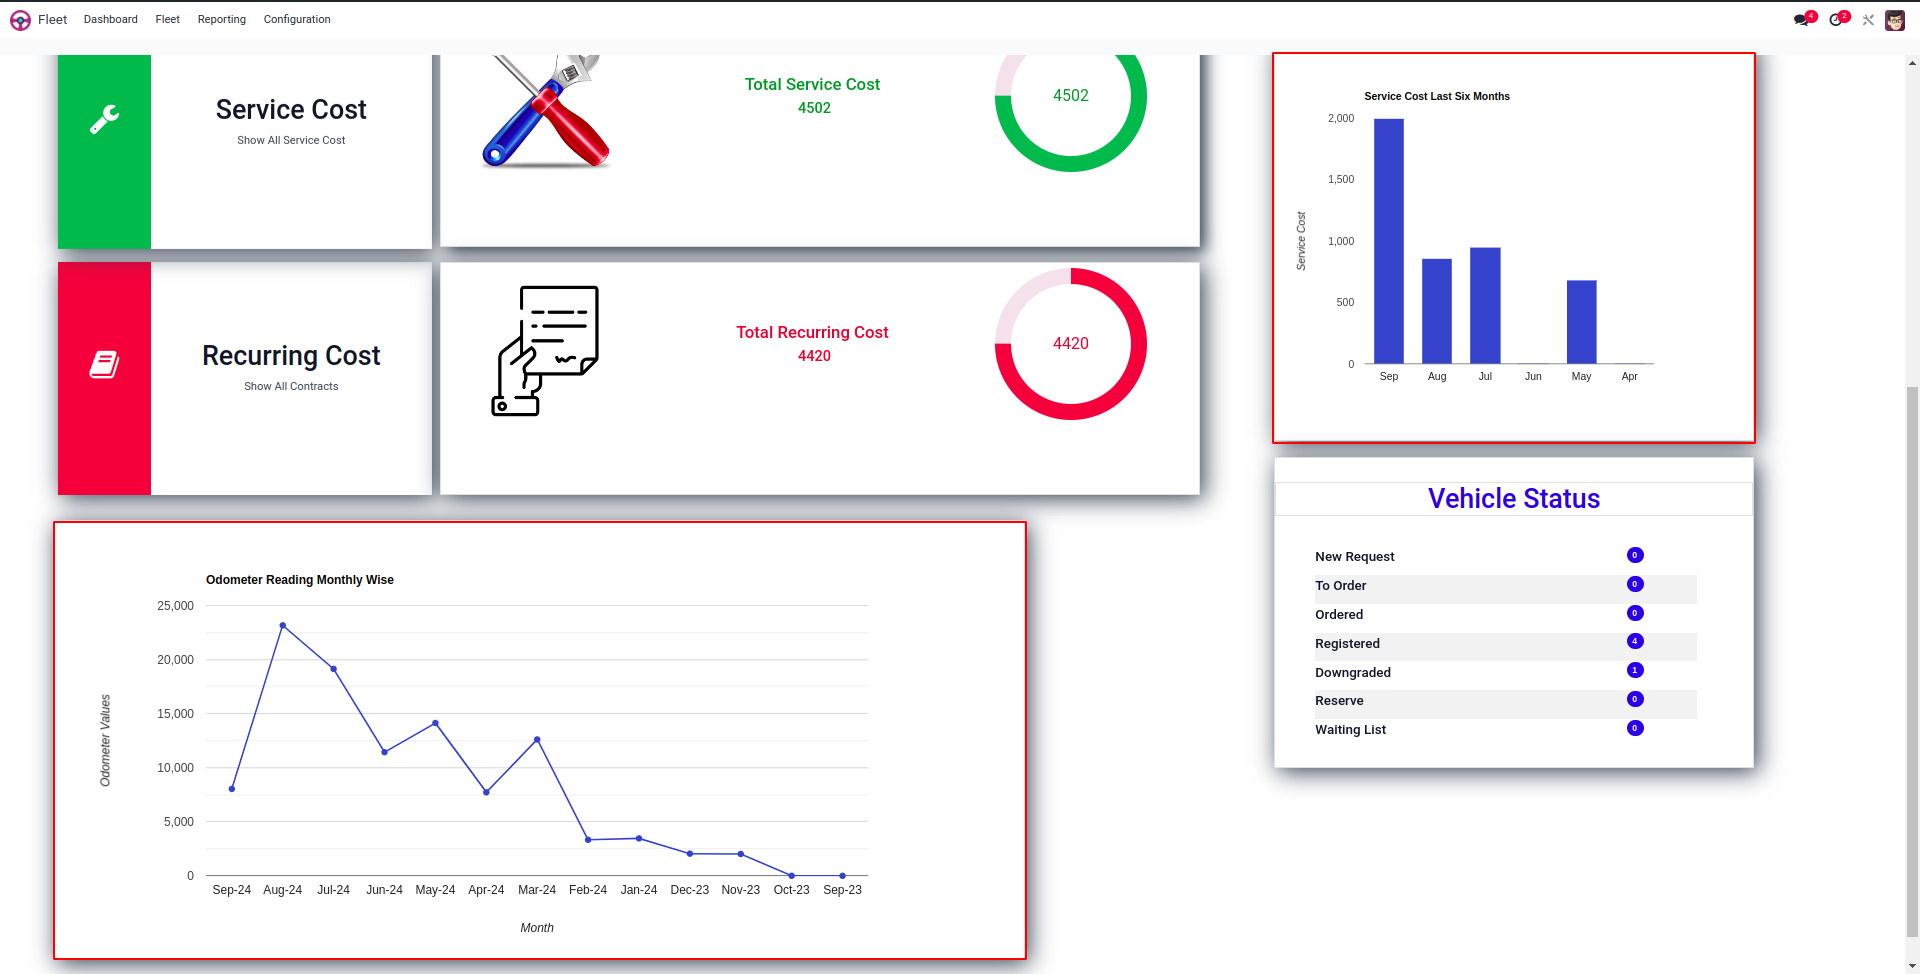 Fleet
Dashboard
Fleet
Reporting
Configuration
4
2
Service Cost
Show All Service Cost
Total Service Cost
4502
4502
Recurring Cost
Show All Contracts
Total Recurring Cost
4420
4420
Service Cost Last Six Months
2,000
1,500
1,000
500
0
Service Cost
Sep Aug Jul Jun May Apr
Vehicle Status
New Request 0
To Order 0
Ordered 0
Registered 4
Downgraded 1
Reserve 0
Waiting List 0
Odometer Reading Monthly Wise
25,000
20,000
15,000
10,000
5,000
0
Odometer Values
Sep-24 Aug-24 Jul-24 Jun-24 May-24 Apr-24 Mar-24 Feb-24 Jan-24 Dec-23 Nov-23 Oct-23 Sep-23
Month